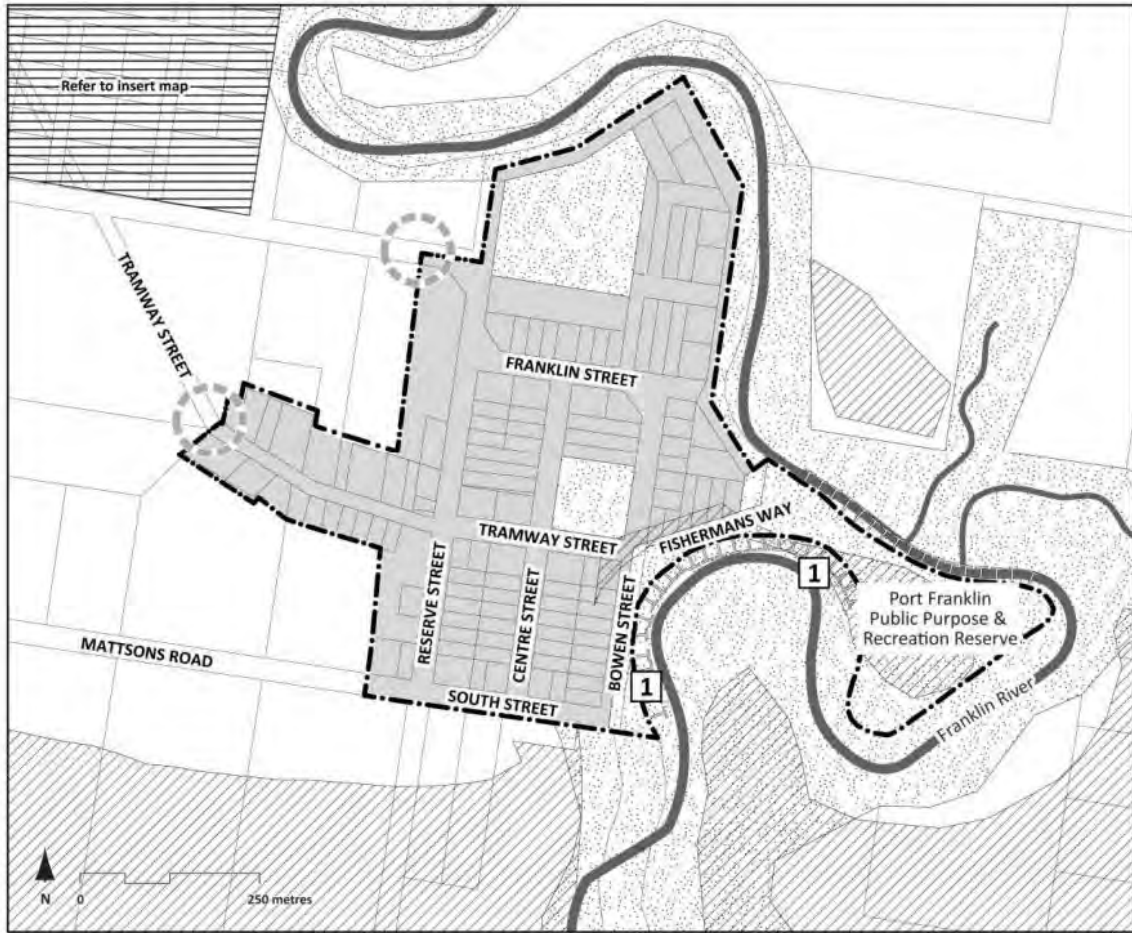 Refer to insert map
TRAMWAY STREET
FRANKLIN STREET
TRAMWAY STREET
FISHERMANS WAY
1
Port Franklin
Public Purpose &
Recreation Reserve
RESERVE STREET
CENTRE STREET
BOWEN STREET
MATTSONS ROAD
SOUTH STREET
1
Franklin River
N
0
250 metres